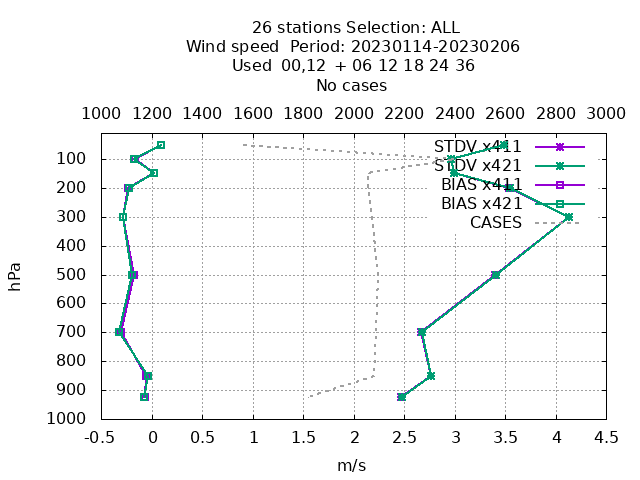 26 stations Selection: ALL
Wind speed  Period: 20230114-20230206
Used  00,12  + 06 12 18 24 36
No cases
1000 1200 1400 1600 1800 2000 2200 2400 2600 2800 3000
STDV x411
STDV x421
BIAS x411
BIAS x421
CASES
100
200
300
400
500
600
700
800
900
1000
hPa
-0.5 0 0.5 1 1.5 2 2.5 3 3.5 4 4.5
m/s